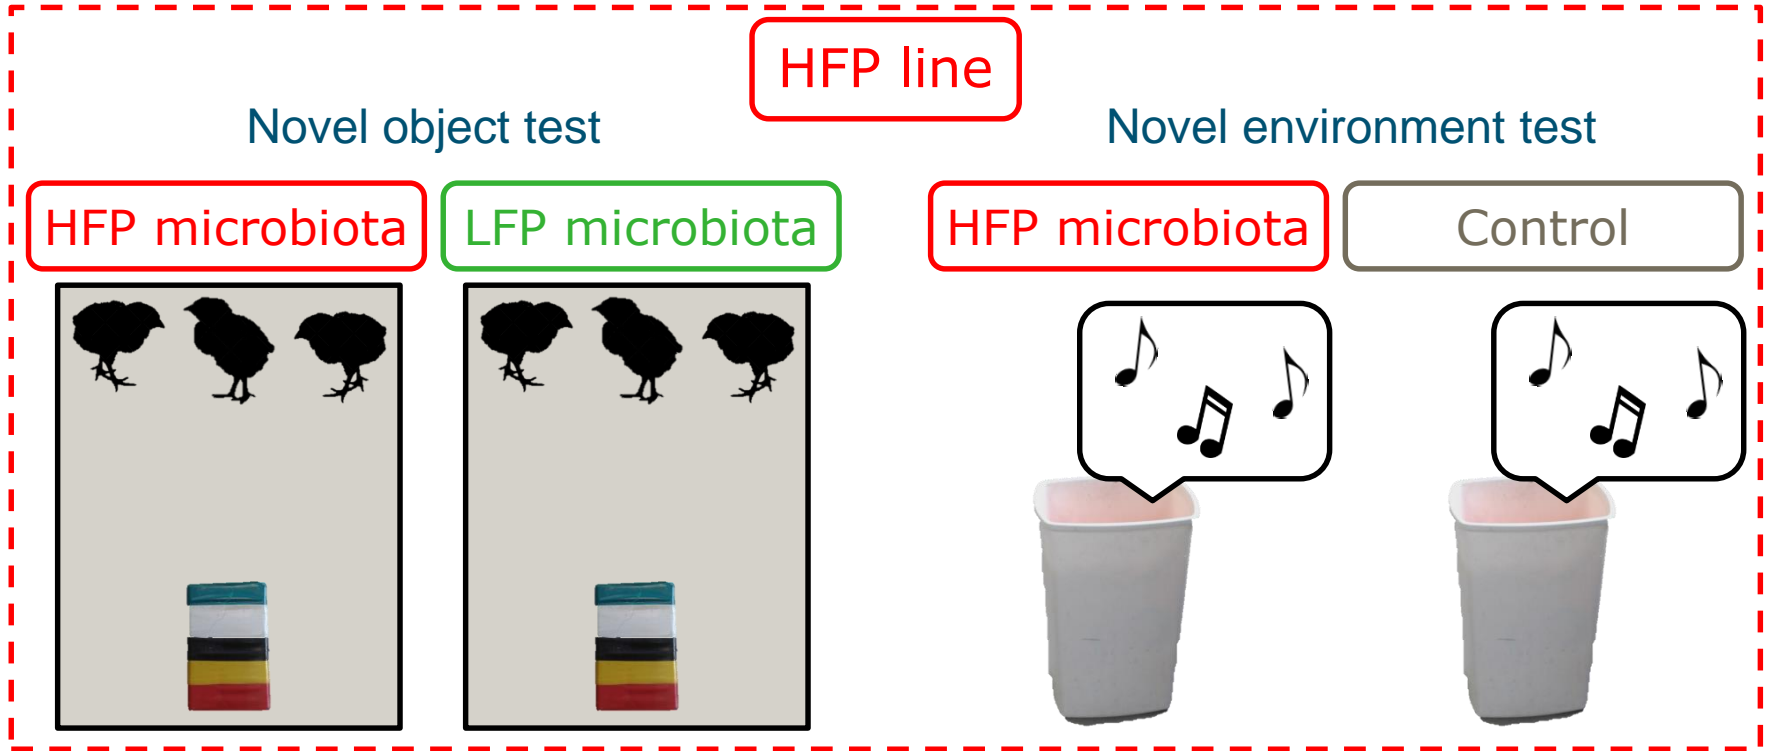 HFP line
Novel object test
Novel environment test
HFP microbiota
LFP microbiota
HFP microbiota
Control